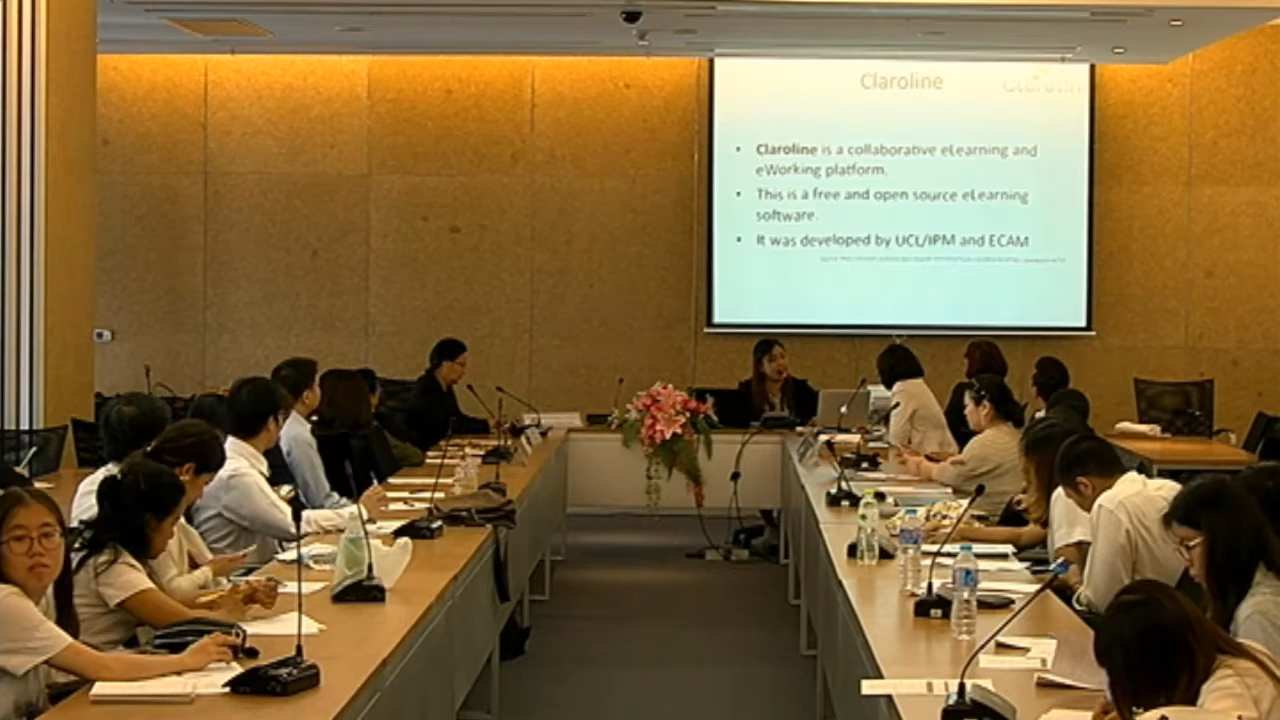 Claroline
• Claroline is a collaborative eLearning and
eWorking platform.
• This is a free and open source eLearning
software.
• It was developed by UCL/IPM and ECAM